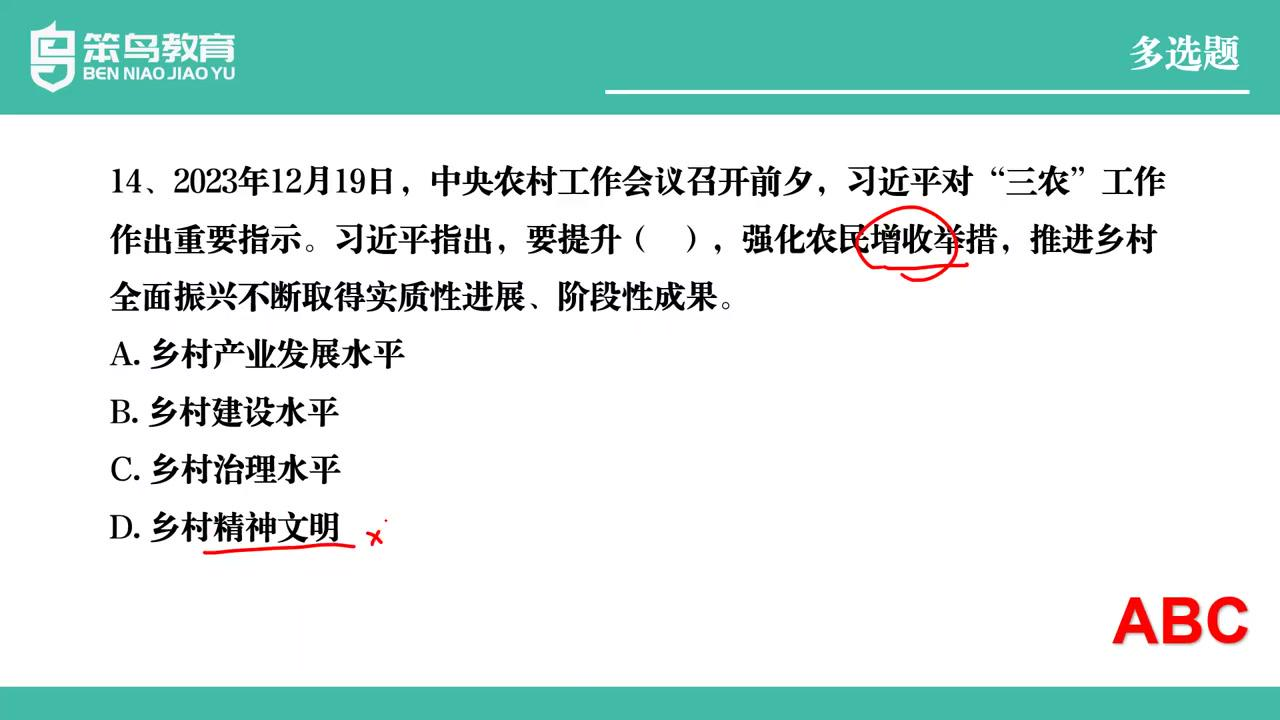 笨鸟教育
BEN NIAO JIAO YU
多选题
14、2023年12月19日，中央农村工作会议召开前夕，习近平对“三农”工作
作出重要指示。习近平指出，要提升（ ），强化农民增收举措，推进乡村
全面振兴不断取得实质性进展、阶段性成果。
A. 乡村产业发展水平
B. 乡村建设水平
C. 乡村治理水平
D. 乡村精神文明 x
ABC